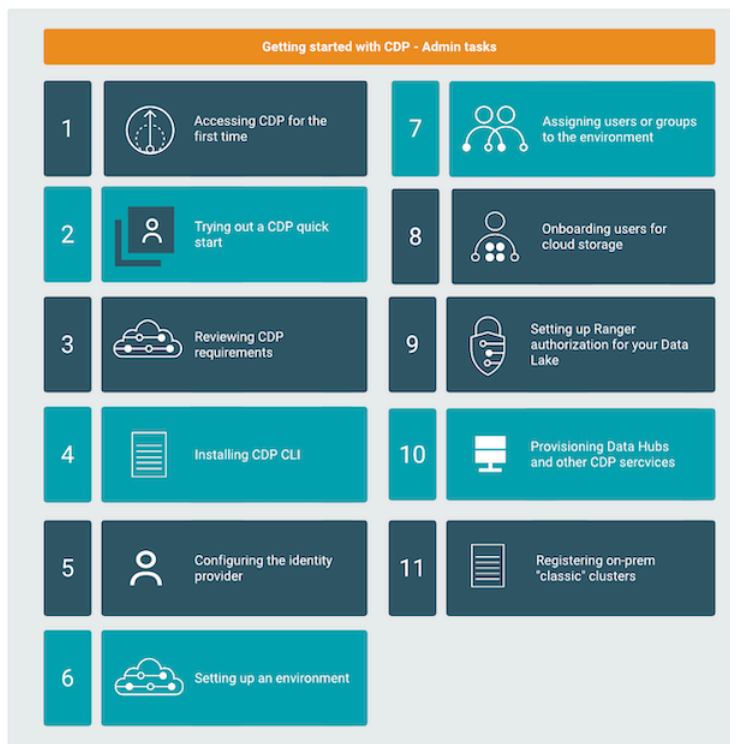 Getting started with CDP - Admin tasks
1
Accessing CDP for the
first time
2
Trying out a CDP quick
start
3
Reviewing CDP
requirements
4
Installing CDP CLI
5
Configuring the identity
provider
6
Setting up an environment
7
Assigning users or groups
to the environment
8
Onboarding users for
cloud storage
9
Setting up Ranger
authorization for your Data
Lake
10
Provisioning Data Hubs
and other CDP sercvices
11
Registering on-prem
"classic" clusters